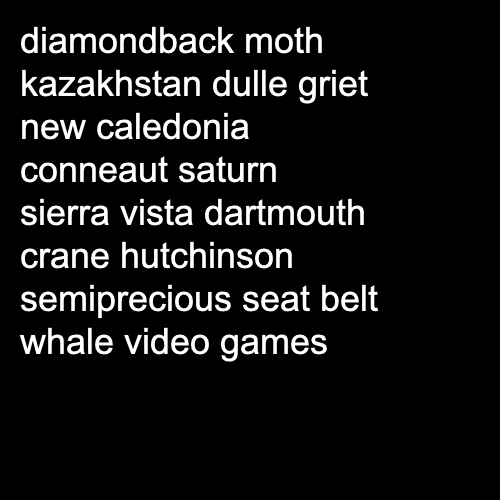 diamondback moth
kazakhstan dulle griet
new caledonia
conneaut saturn
sierra vista dartmouth
crane hutchinson
semiprecious seat belt
whale video games